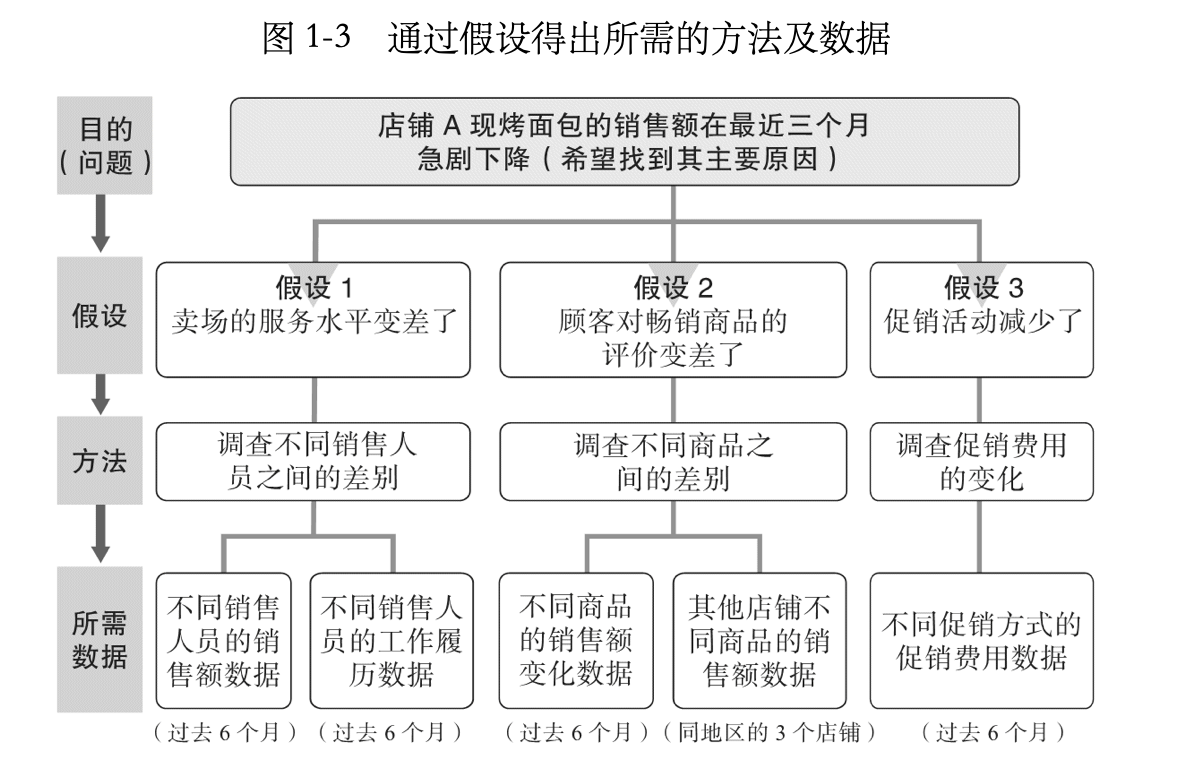 图 1-3 通过假设得出所需的方法及数据
目的
（问题）
店铺 A 现烤面包的销售额在最近三个月
急剧下降（希望找到其主要原因）
假设
假设 1
卖场的服务水平变差了
假设 2
顾客对畅销商品的
评价变差了
假设 3
促销活动减少了
方法
调查不同销售人
员之间的差别
调查不同商品之
间的差别
调查促销费用
的变化
所需
数据
不同销售
人员的销
售额数据
（过去 6 个月）
不同销售人
员的工作履
历数据
（过去 6 个月）
不同商品
的销售额
变化数据
（过去 6 个月）
其他店铺不
同商品的销
售额数据
（同地区的 3 个店铺）
不同促销方式的
促销费用数据
（过去 6 个月）